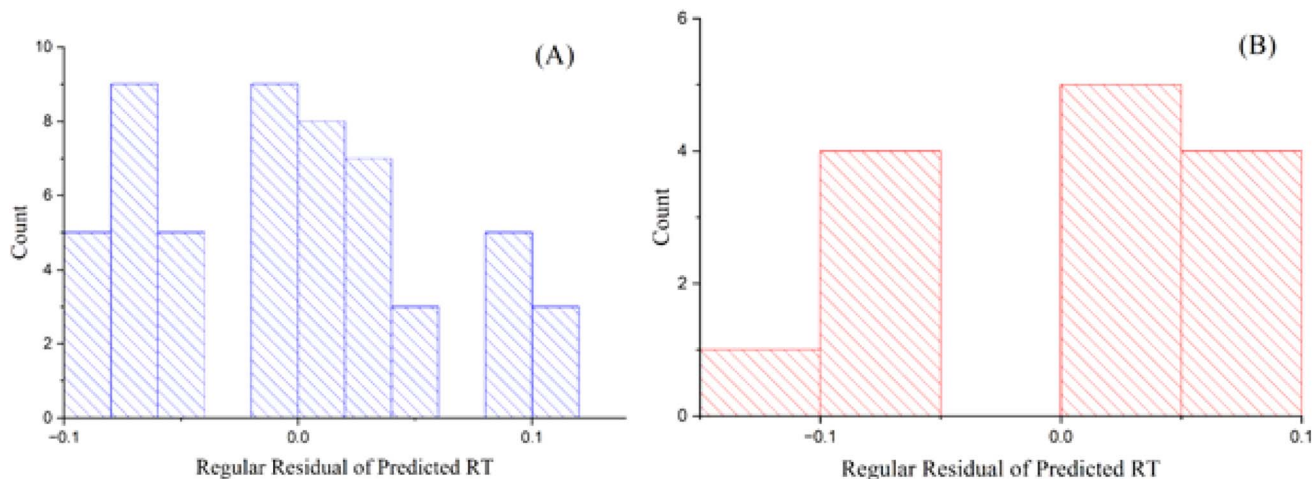 (A)
10
8
6
4
2
0
Count
−0.1
0.0
0.1
Regular Residual of Predicted RT
(B)
6
4
2
0
Count
−0.1
0.0
0.1
Regular Residual of Predicted RT